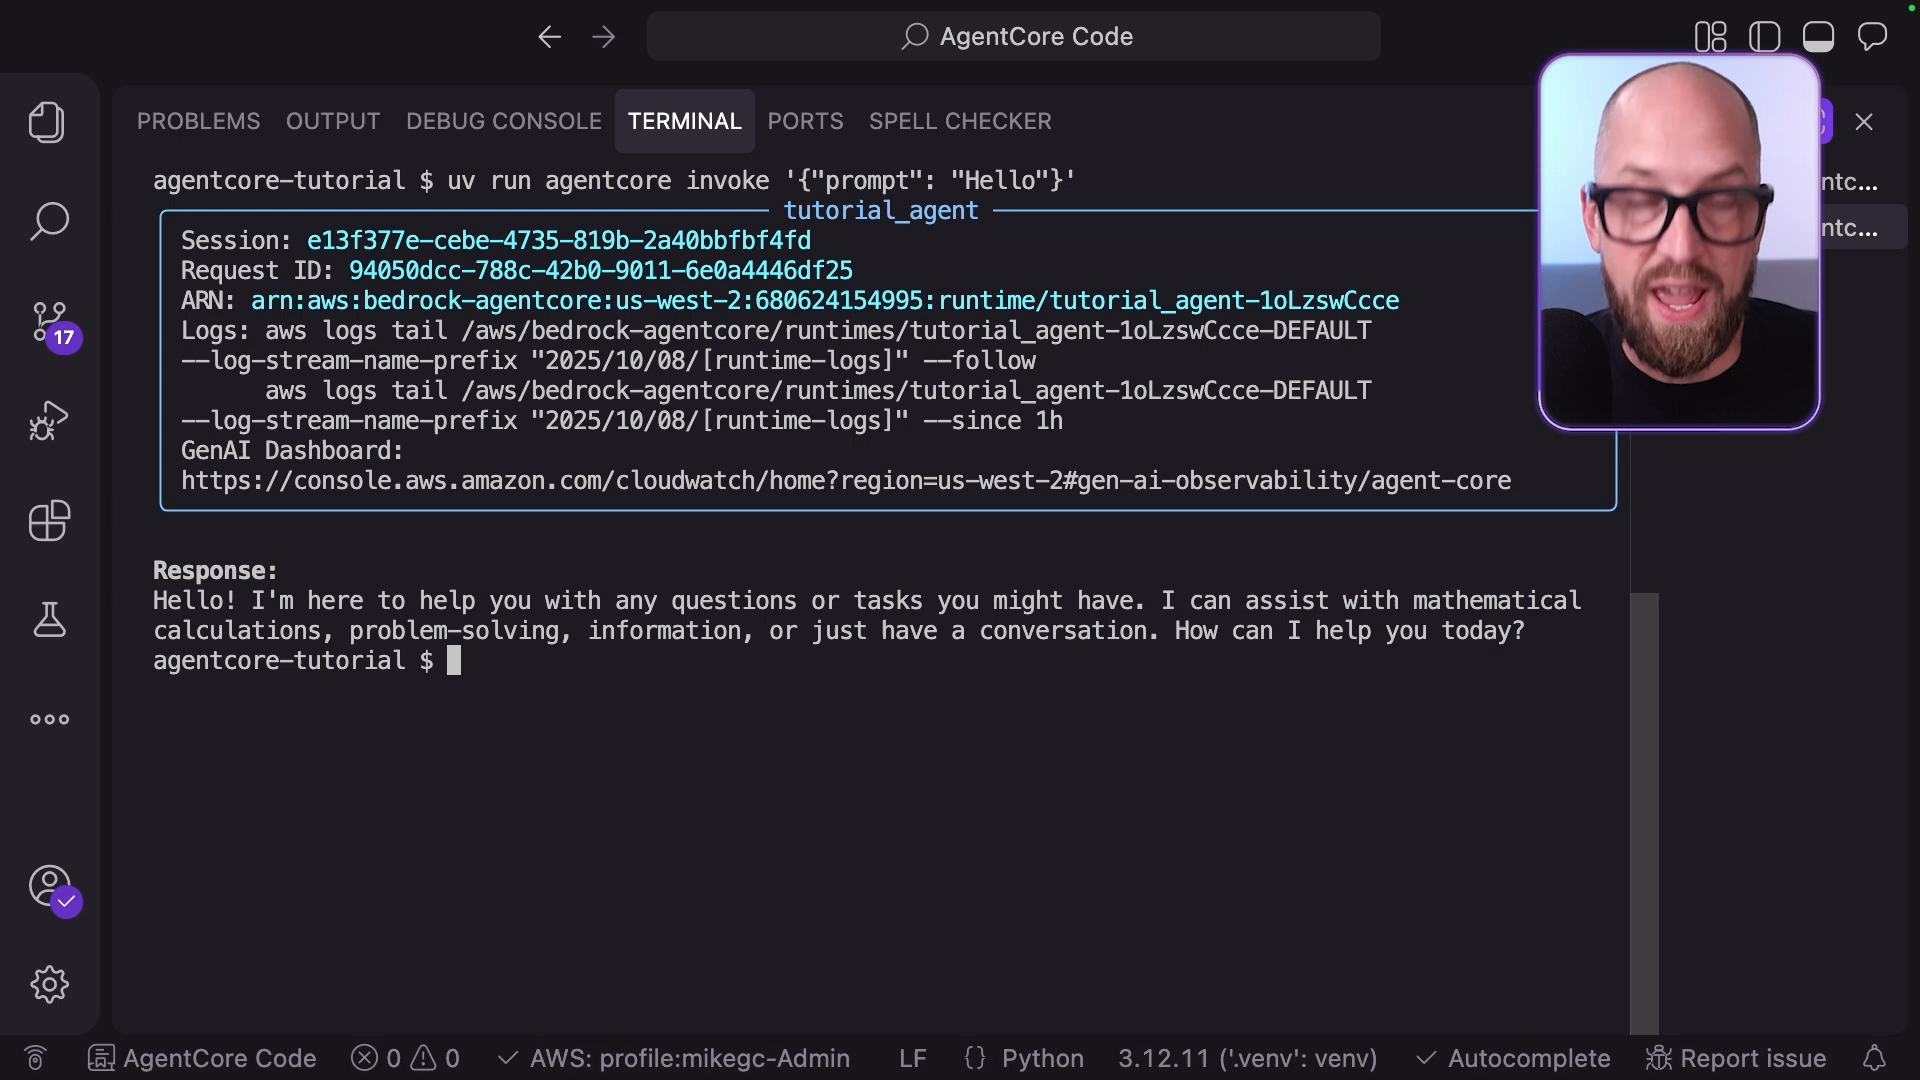 AgentCore Code
PROBLEMS OUTPUT DEBUG CONSOLE TERMINAL PORTS SPELL CHECKER
agentcore-tutorial $ uv run agentcore invoke '{"prompt": "Hello"}'
tutorial_agent
Session: e13f377e-cebe-4735-819b-2a40bbfbf4fd
Request ID: 94050dcc-788c-42b0-9011-6e0a4446df25
ARN: arn:aws:bedrock-agentcore:us-west-2:680624154995:runtime/tutorial_agent-1oLzswCcce
Logs: aws logs tail /aws/bedrock-agentcore/runtimes/tutorial_agent-1oLzswCcce-DEFAULT
--log-stream-name-prefix "2025/10/08/[runtime-logs]" --follow
aws logs tail /aws/bedrock-agentcore/runtimes/tutorial_agent-1oLzswCcce-DEFAULT
--log-stream-name-prefix "2025/10/08/[runtime-logs]" --since 1h
GenAI Dashboard:
https://console.aws.amazon.com/cloudwatch/home?region=us-west-2#gen-ai-observability/agent-core
Response:
Hello! I'm here to help you with any questions or tasks you might have. I can assist with mathematical
calculations, problem-solving, information, or just have a conversation. How can I help you today?
agentcore-tutorial $
ntc...
ntc...
17
AgentCore Code 0 0 AWS: profile:mikegc-Admin LF {} Python 3.12.11 ('.venv': venv) Autocomplete Report issue